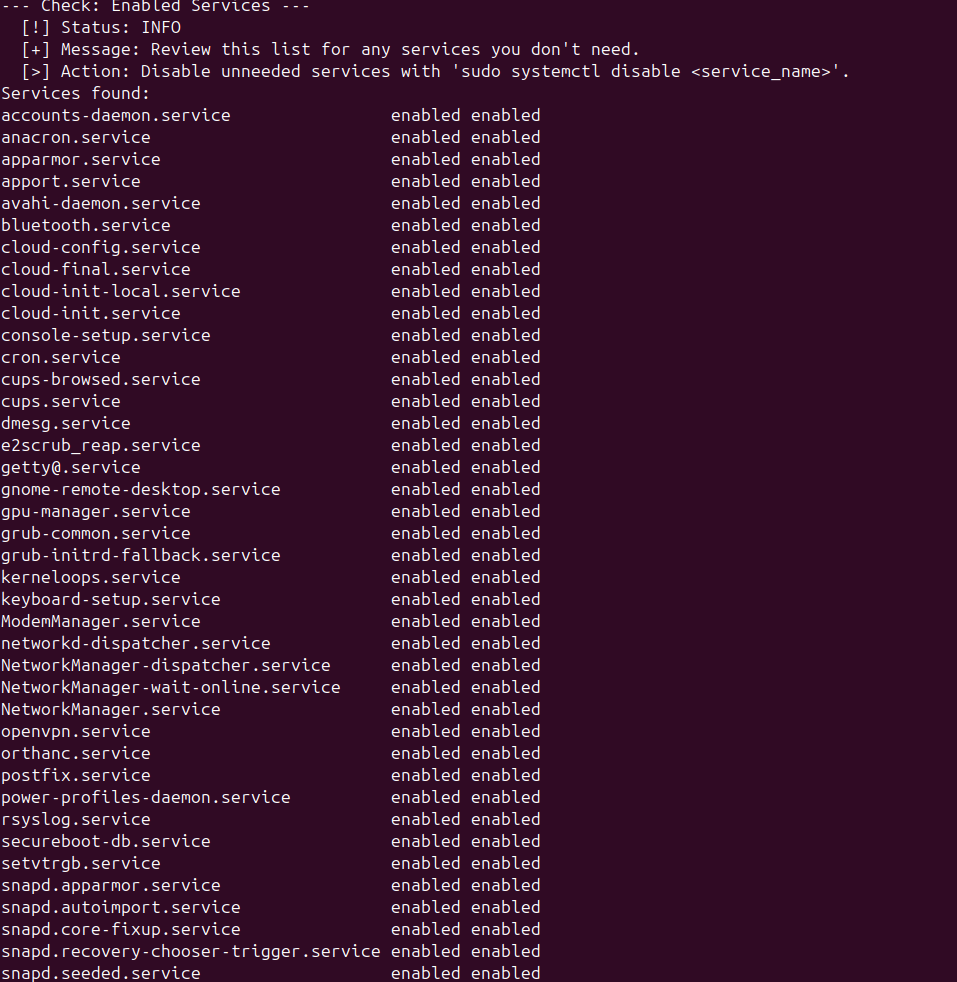 --- Check: Enabled Services ---
  [!] Status: INFO
  [+] Message: Review this list for any services you don't need.
  [>] Action: Disable unneeded services with 'sudo systemctl disable <service_name>'.
Services found:
accounts-daemon.service                enabled enabled
anacron.service                        enabled enabled
apparmor.service                       enabled enabled
apport.service                         enabled enabled
avahi-daemon.service                   enabled enabled
bluetooth.service                      enabled enabled
cloud-config.service                   enabled enabled
cloud-final.service                    enabled enabled
cloud-init-local.service               enabled enabled
cloud-init.service                     enabled enabled
console-setup.service                  enabled enabled
cron.service                           enabled enabled
cups-browsed.service                   enabled enabled
cups.service                           enabled enabled
dmesg.service                          enabled enabled
e2scrub_reap.service                   enabled enabled
getty@.service                         enabled enabled
gnome-remote-desktop.service           enabled enabled
gpu-manager.service                    enabled enabled
grub-common.service                    enabled enabled
grub-initrd-fallback.service           enabled enabled
kerneloops.service                     enabled enabled
keyboard-setup.service                 enabled enabled
ModemManager.service                   enabled enabled
networkd-dispatcher.service            enabled enabled
NetworkManager-dispatcher.service      enabled enabled
NetworkManager-wait-online.service     enabled enabled
NetworkManager.service                 enabled enabled
openvpn.service                        enabled enabled
orthanc.service                        enabled enabled
postfix.service                        enabled enabled
power-profiles-daemon.service          enabled enabled
rsyslog.service                        enabled enabled
secureboot-db.service                  enabled enabled
setvtrgb.service                       enabled enabled
snapd.apparmor.service                 enabled enabled
snapd.autoimport.service               enabled enabled
snapd.core-fixup.service               enabled enabled
snapd.recovery-chooser-trigger.service enabled enabled
snapd.seeded.service                   enabled enabled